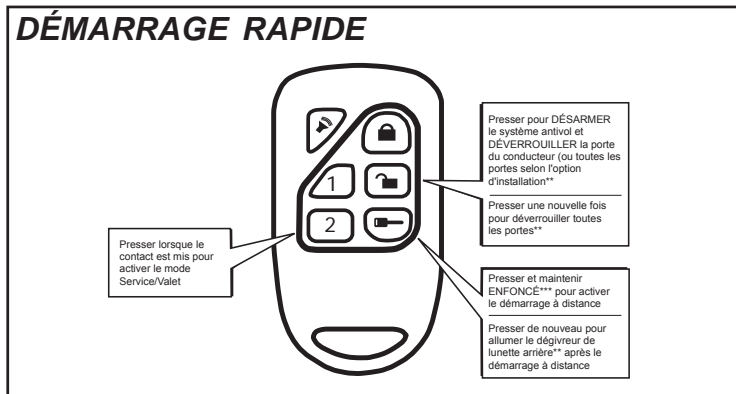 DÉMARRAGE RAPIDE
Presser pour DÉSARMER
le système antivol et
DÉVERROUILLER la porte
du conducteur (ou toutes les
portes selon l'option
d'installation**
Presser une nouvelle fois
pour déverrouiller toutes
les portes**
1
2
Presser lorsque le
contact est mis pour
activer le mode
Service/Valet
Presser et maintenir
ENFONCÉ*** pour activer
le démarrage à distance
Presser de nouveau pour
allumer le dégivreur de
lunette arrière** après le
démarrage à distance